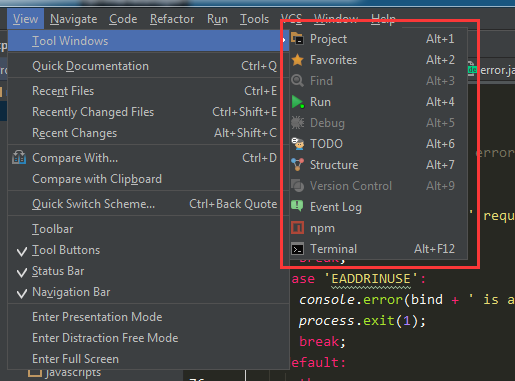 View Navigate Code Refactor Run Tools VCS Window Help
Tool Windows
Quick Documentation Ctrl+Q
Recent Files Ctrl+E
Recently Changed Files Ctrl+Shift+E
Recent Changes Alt+Shift+C
Compare With... Ctrl+D
Compare with Clipboard
Quick Switch Scheme... Ctrl+Back Quote
Toolbar
Tool Buttons
Status Bar
Navigation Bar
Enter Presentation Mode
Enter Distraction Free Mode
Enter Full Screen
javascripts
Project Alt+1
Favorites Alt+2
Find Alt+3
Run Alt+4
Debug Alt+5
TODO Alt+6
Structure Alt+7
Version Control Alt+9
Event Log
npm
Terminal Alt+F12
error.ja
error
' requ
break;
ase 'EADDRINUSE':
console.error(bind + ' is a
process.exit(1);
break;
default: